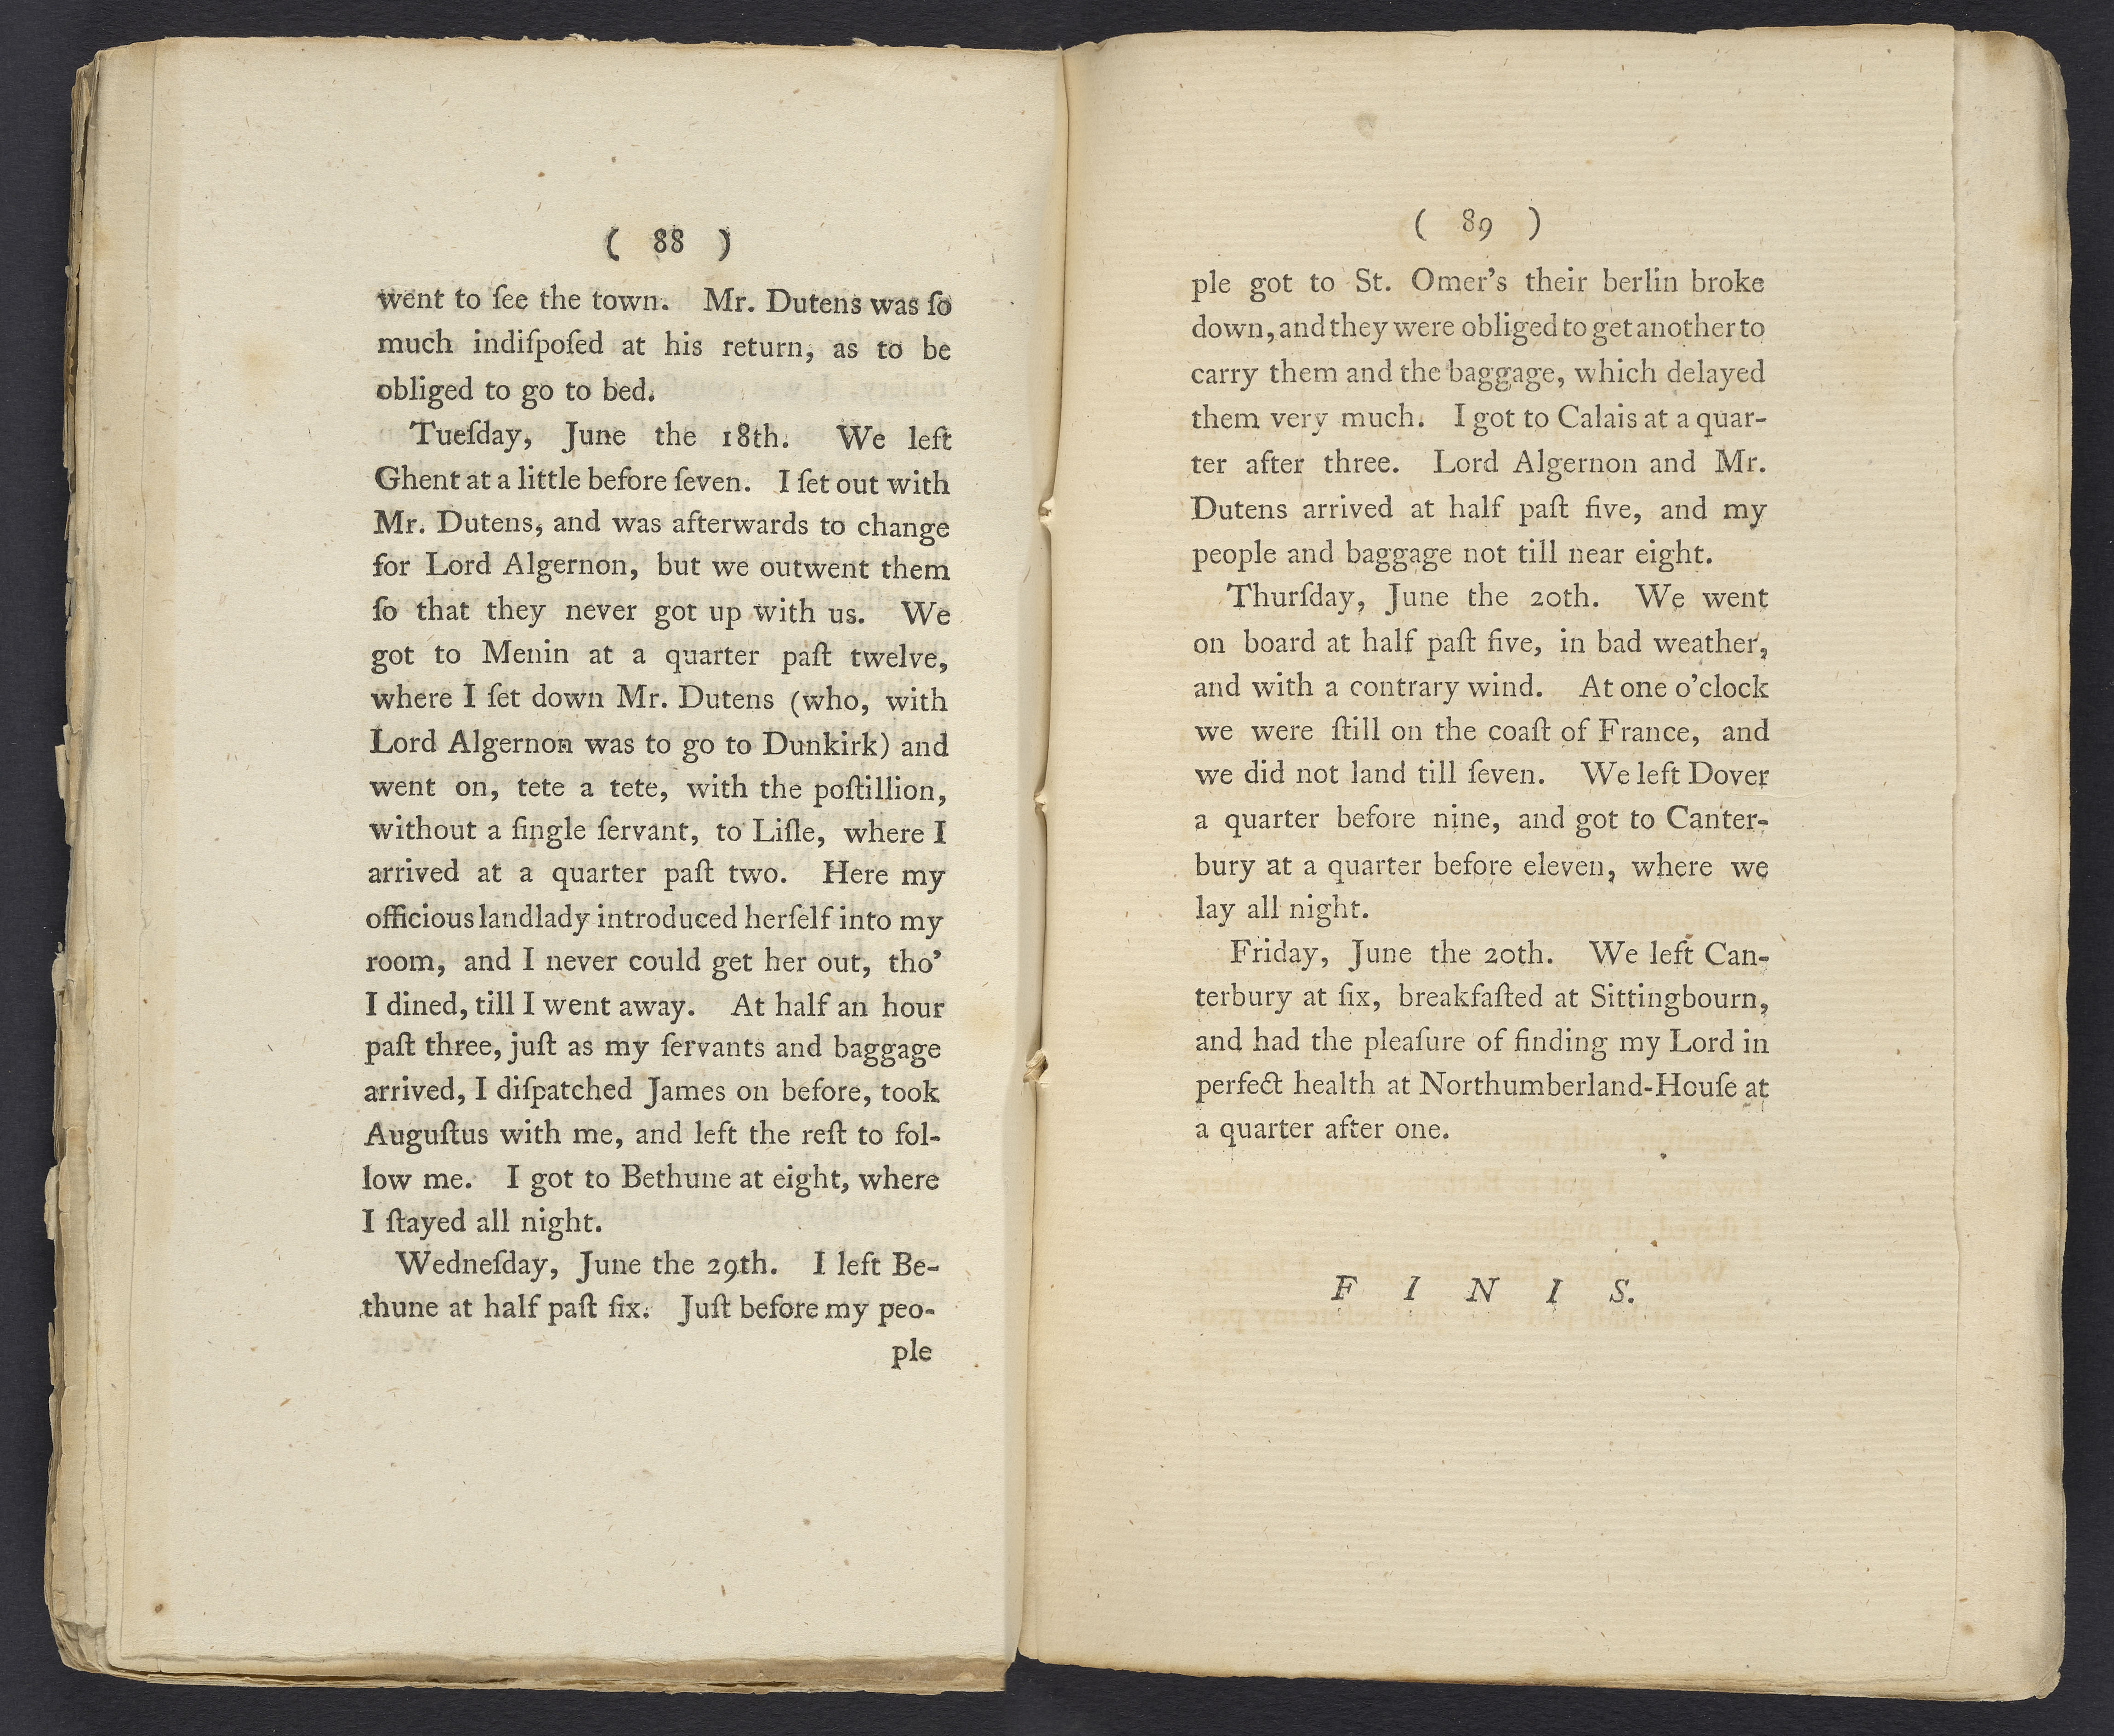 ( 88 )
went to ſee the town. Mr. Dutens was ſo
much indiſpoſed at his return, as to be
obliged to go to bed.
Tueſday, June the 18th. We left
Ghent at a little before ſeven. I ſet out with
Mr. Dutens, and was afterwards to change
for Lord Algernon, but we outwent them
ſo that they never got up with us. We
got to Menin at a quarter paſt twelve,
where I ſet down Mr. Dutens (who, with
Lord Algernon was to go to Dunkirk) and
went on, tete a tete, with the poſtillion,
without a ſingle ſervant, to Liſle, where I
arrived at a quarter paſt two. Here my
officious landlady introduced herſelf into my
room, and I never could get her out, tho’
I dined, till I went away. At half an hour
paſt three, juſt as my ſervants and baggage
arrived, I diſpatched James on before, took
Auguſtus with me, and left the reſt to fol-
low me. I got to Bethune at eight, where
I ſtayed all night.
Wedneſday, June the 29th. I left Be-
thune at half paſt ſix. Juſt before my peo-
ple
( 89 )
ple got to St. Omer’s their berlin broke
down, and they were obliged to get another to
carry them and the baggage, which delayed
them very much. I got to Calais at a quar-
ter after three. Lord Algernon and Mr.
Dutens arrived at half paſt five, and my
people and baggage not till near eight.
Thurſday, June the 20th. We went
on board at half paſt five, in bad weather,
and with a contrary wind. At one o’clock
we were ſtill on the coaſt of France, and
we did not land till ſeven. We left Dover
a quarter before nine, and got to Canter-
bury at a quarter before eleven, where we
lay all night.
Friday, June the 20th. We left Can-
terbury at ſix, breakfaſted at Sittingbourn,
and had the pleaſure of finding my Lord in
perfect health at Northumberland-Houſe at
a quarter after one.
F I N I S.